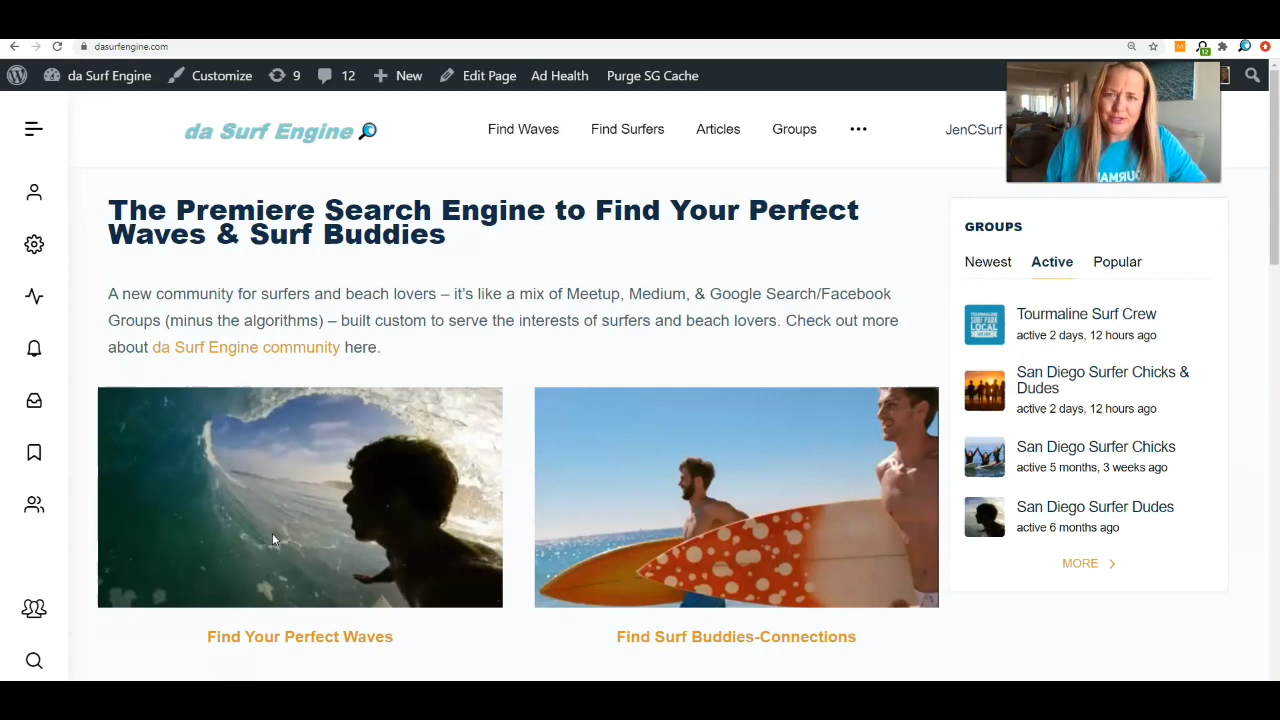 dasurfengine.com
12
da Surf Engine
Customize
9
12
New
Edit Page
Ad Health
Purge SG Cache
da Surf Engine
Find Waves
Find Surfers
Articles
Groups
JenCSurf
The Premiere Search Engine to Find Your Perfect
Waves & Surf Buddies
A new community for surfers and beach lovers – it's like a mix of Meetup, Medium, & Google Search/Facebook
Groups (minus the algorithms) – built custom to serve the interests of surfers and beach lovers. Check out more
about da Surf Engine community here.
Find Your Perfect Waves
Find Surf Buddies-Connections
GROUPS
Newest
Active
Popular
TOURMALINE
SURF PARK
LOCAL
Tourmaline Surf Crew
active 2 days, 12 hours ago
San Diego Surfer Chicks &
Dudes
active 2 days, 12 hours ago
San Diego Surfer Chicks
active 5 months, 3 weeks ago
San Diego Surfer Dudes
active 6 months ago
MORE